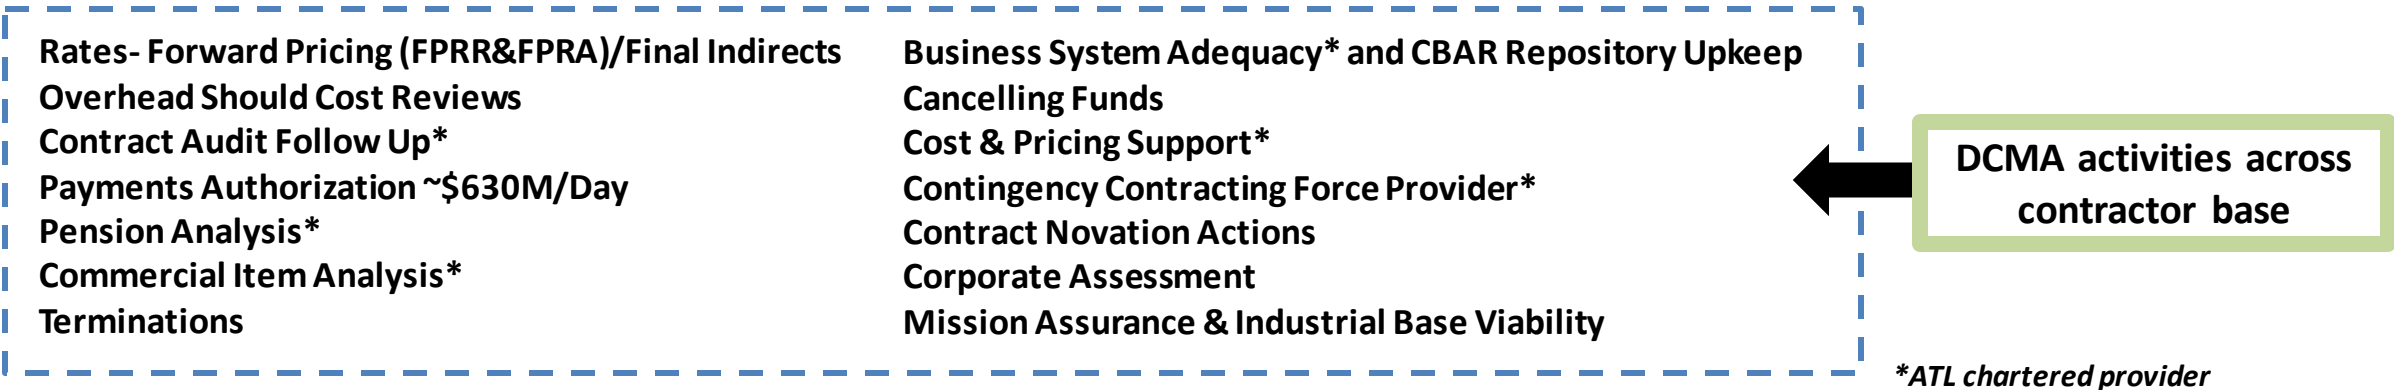 Rates- Forward Pricing (FPRR&FPRA)/Final Indirects
Overhead Should Cost Reviews
Contract Audit Follow Up*
Payments Authorization ~$630M/Day
Pension Analysis*
Commercial Item Analysis*
Terminations
Business System Adequacy* and CBAR Repository Upkeep
Cancelling Funds
Cost & Pricing Support*
Contingency Contracting Force Provider*
Contract Novation Actions
Corporate Assessment
Mission Assurance & Industrial Base Viability
DCMA activities across
contractor base
*ATL chartered provider